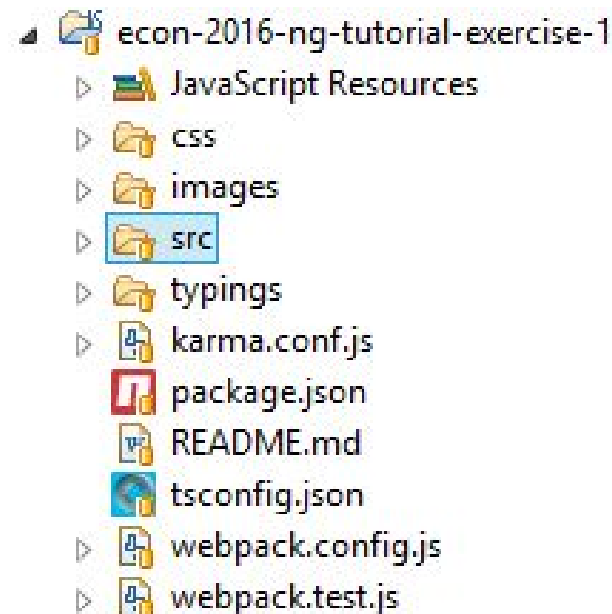 econ-2016-ng-tutorial-exercise-1
JavaScript Resources
css
images
src
typings
karma.conf.js
package.json
README.md
tsconfig.json
webpack.config.js
webpack.test.js